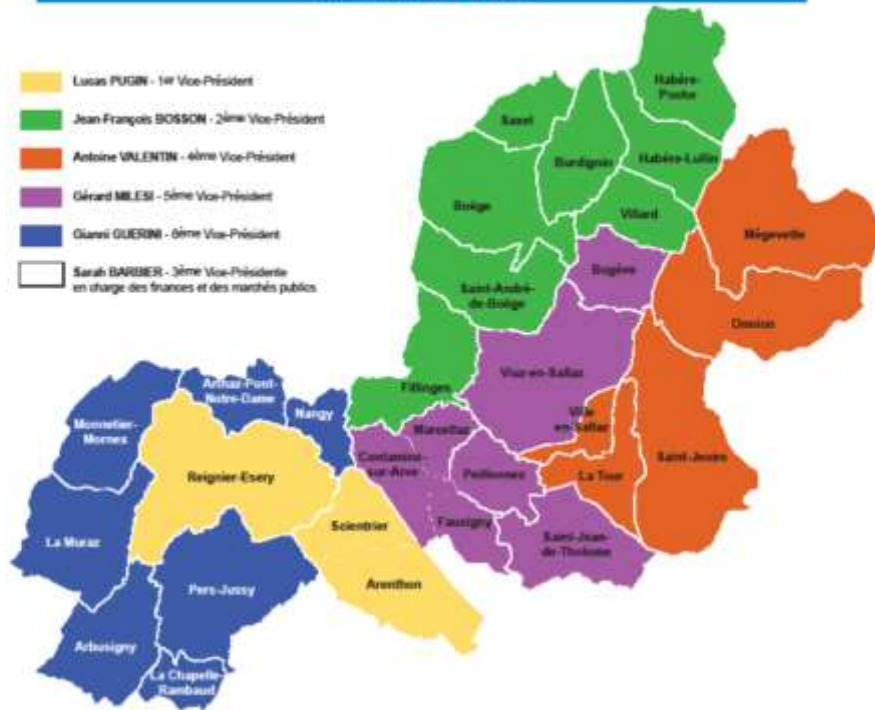 Lucas PUGIN - 1er Vice-Président
Jean-François BOSSON - 2ème Vice-Président
Antoine VALENTIN - 4ème Vice-Président
Gérard MILESI - 5ème Vice-Président
Gianni GUERINI - 6ème Vice-Président
Sarah BARBIER - 3ème Vice-Présidente
en charge des finances et des marchés publics
Habère-
Poche
Saxel
Burdignin
Habère-Lullin
Boëge
Villard
Mégevette
Bogève
Saint-André-
de-Boëge
Onnion
Viuz-en-Sallaz
Fillinges
Arthaz-Pont-
Notre-Dame
Nangy
Ville
en-Sallaz
Monnetier-
Mornex
Marcellaz
Contamine-
sur-Arve
Saint-Jeoire
Reignier-Esery
Peillonnex
La Tour
Scientrier
Faucigny
Saint-Jean-
de-Tholome
La Muraz
Arenthon
Pers-Jussy
Arbusigny
La Chapelle-
Rambaud